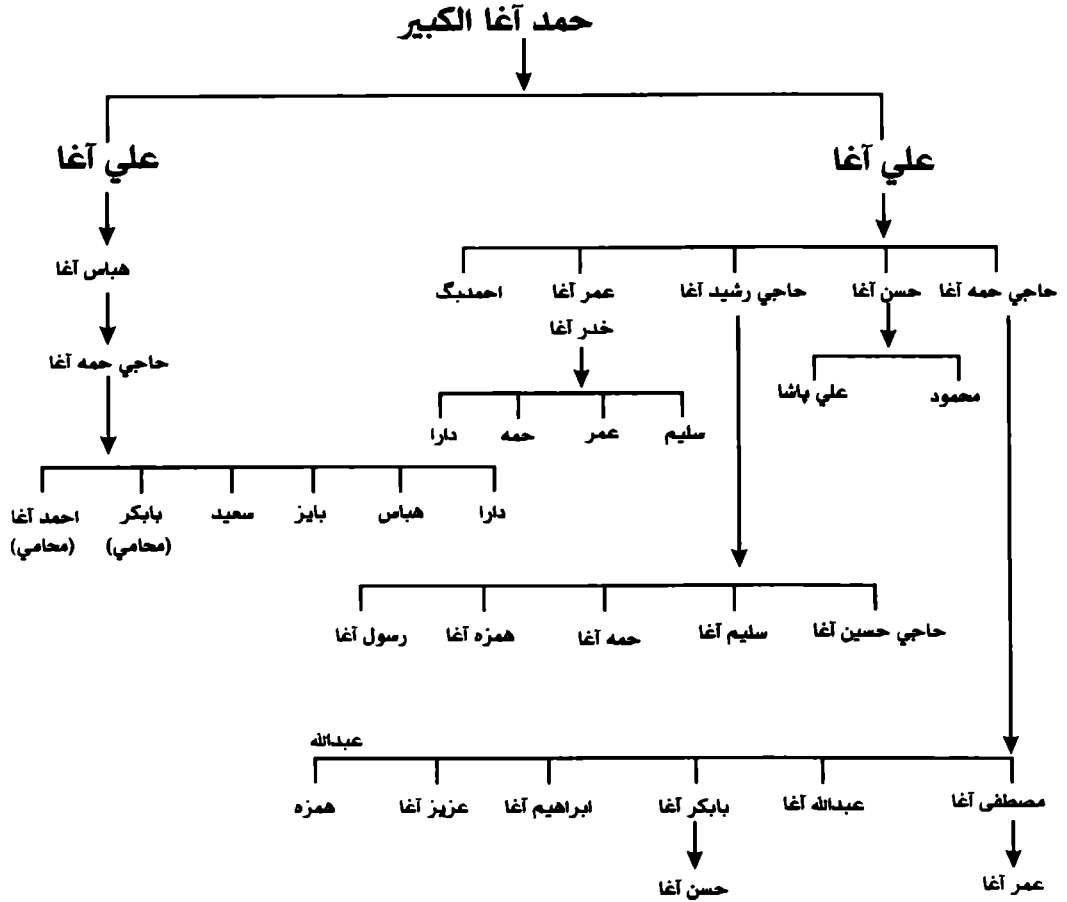 حمد آغا الكبير
علي آغا
علي آغا
حاجي حمه آغا
حسن آغا
حاجي رشيد آغا
عمر آغا
احمدبگ
خدر آغا
هباس آغا
حاجي حمه آغا
محمود
علي پاشا
سليم
عمر
حمه
دارا
دارا
هباس
بايز
سعيد
بابكر
(محامي)
احمد آغا
(محامي)
حاجي حسين آغا
سليم آغا
حمه آغا
همزه آغا
رسول آغا
عبدالله
مصطفى آغا
عبدالله آغا
بابكر آغا
ابراهيم آغا
عزيز آغا
همزه
عمر آغا
حسن آغا